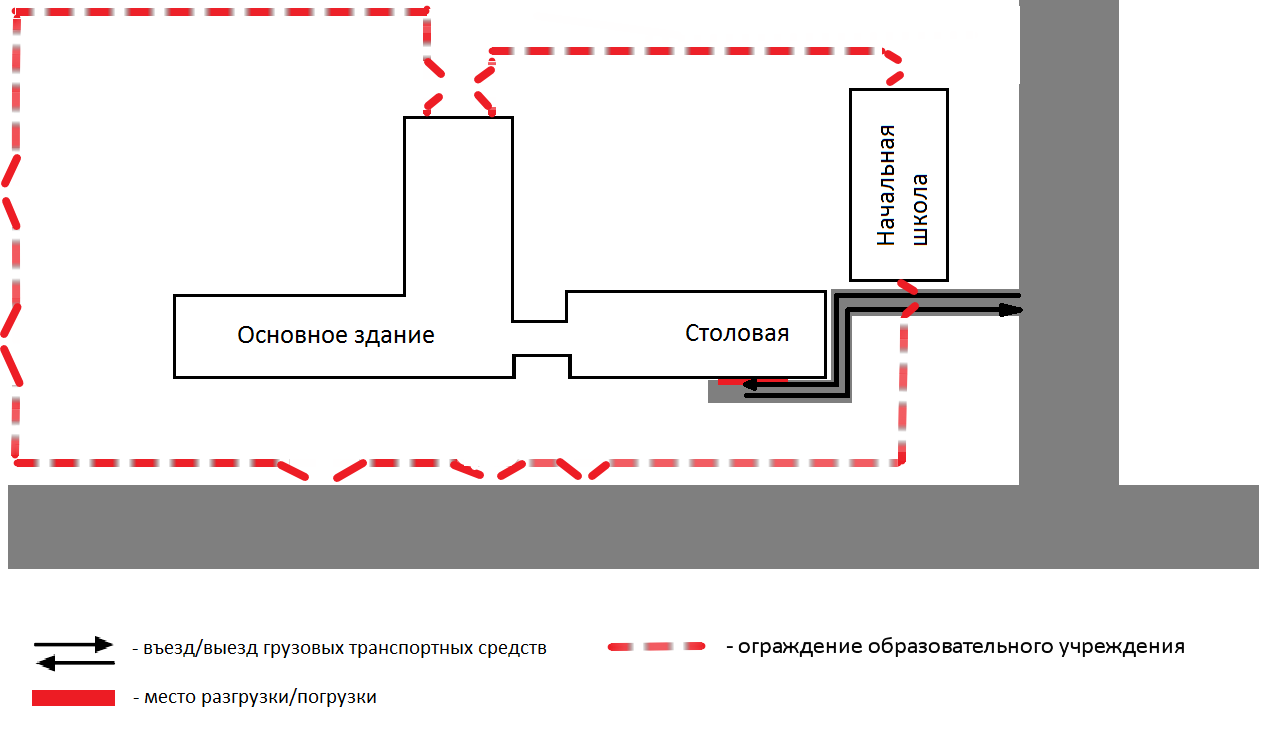 Начальная
школа
Основное здание
Столовая
- въезд/выезд грузовых транспортных средств
- ограждение образовательного учреждения
- место разгрузки/погрузки